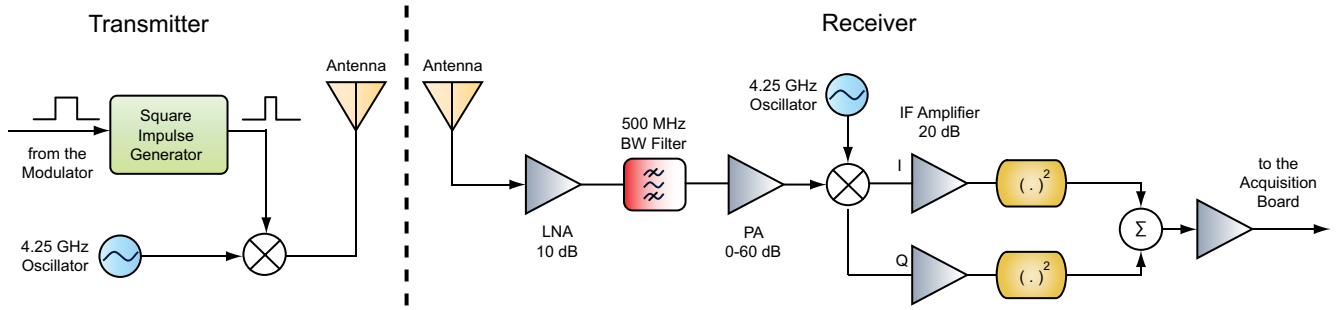 Transmitter
Receiver
Antenna
Square
Impulse
Generator
from the
Modulator
4.25 GHz
Oscillator
Antenna
LNA
10 dB
500 MHz
BW Filter
PA
0-60 dB
4.25 GHz
Oscillator
I
Q
IF Amplifier
20 dB
( . )²
( . )²
Σ
to the
Acquisition
Board